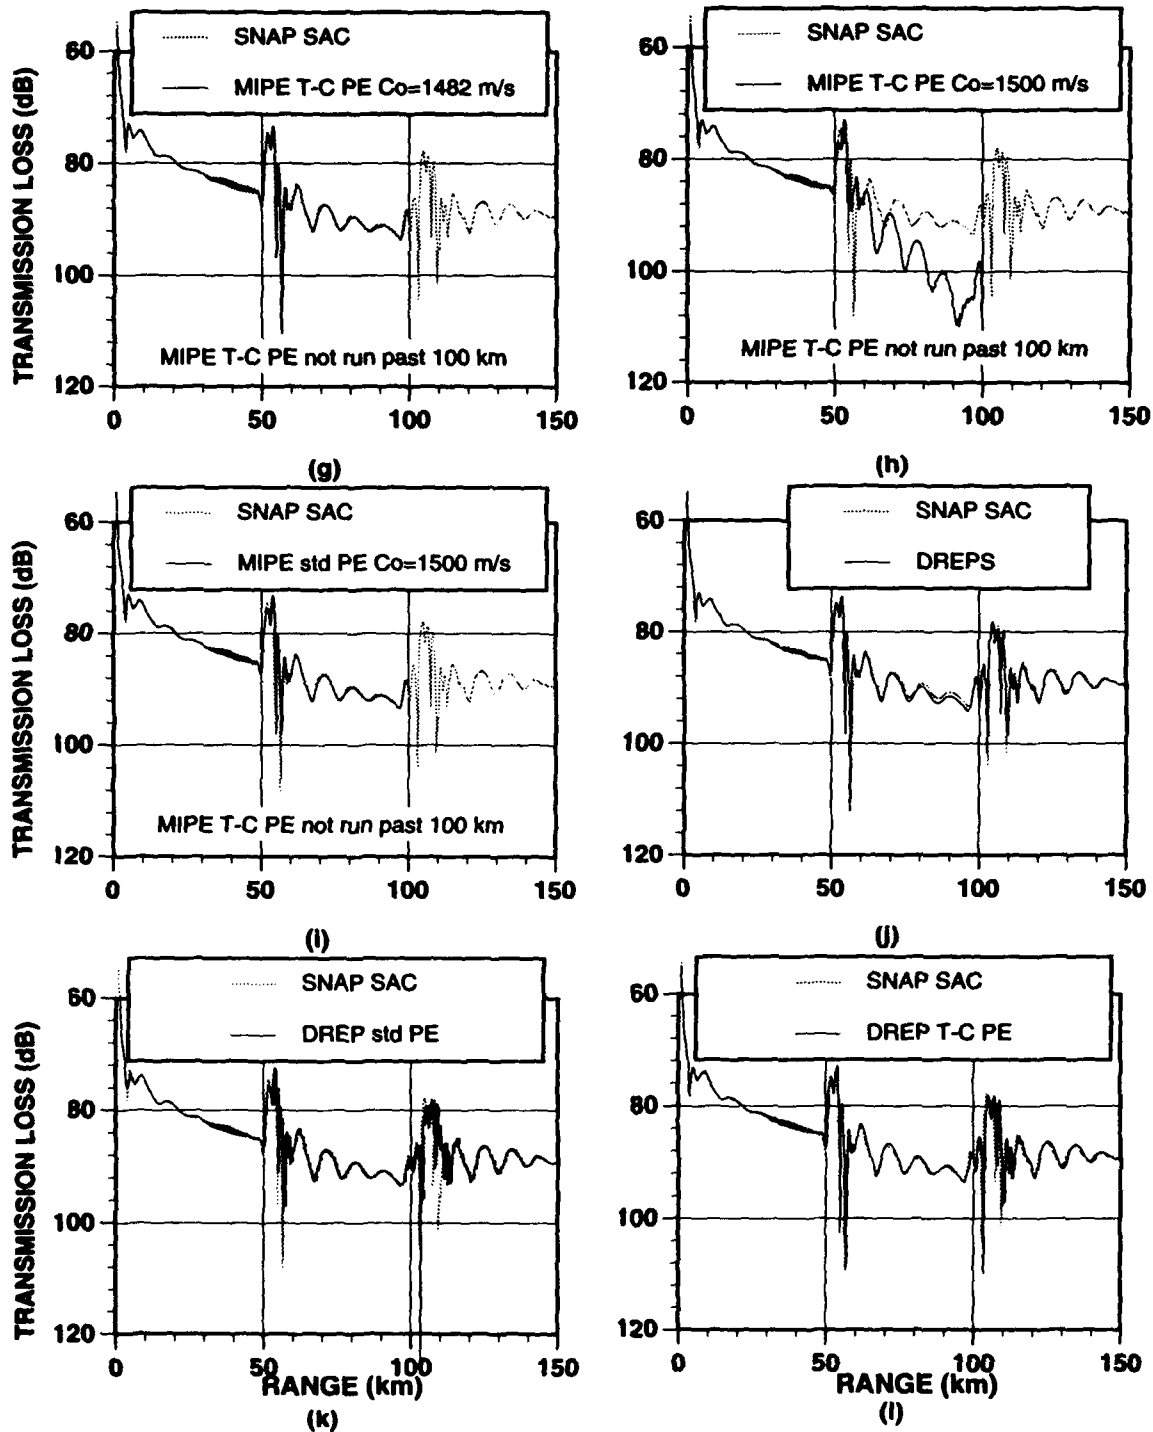 SNAP SAC
MIPE T-C PE Co=1482 m/s
TRANSMISSION LOSS (dB)
60
80
100
120
MIPE T-C PE not run past 100 km
0 50 100 150
(g)
SNAP SAC
MIPE T-C PE Co=1500 m/s
60
80
100
120
MIPE T-C PE not run past 100 km
0 50 100 150
(h)
SNAP SAC
MIPE std PE Co=1500 m/s
TRANSMISSION LOSS (dB)
60
80
100
120
MIPE T-C PE not run past 100 km
0 50 100 150
(i)
SNAP SAC
DREPS
60
80
100
120
0 50 100 150
(j)
SNAP SAC
DREP std PE
TRANSMISSION LOSS (dB)
60
80
100
120
0 50 100 150
RANGE (km)
(k)
SNAP SAC
DREP T-C PE
60
80
100
120
0 50 100 150
RANGE (km)
(l)